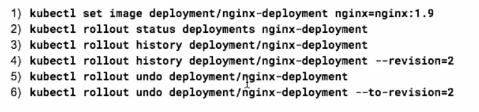 1) kubectl set image deployment/nginx-deployment nginx=nginx:1.9
2) kubectl rollout status deployments nginx-deployment
3) kubectl rollout history deployment/nginx-deployment
4) kubectl rollout history deployment/nginx-deployment --revision=2
5) kubectl rollout undo deployment/nginx-deployment
6) kubectl rollout undo deployment/nginx-deployment --to-revision=2